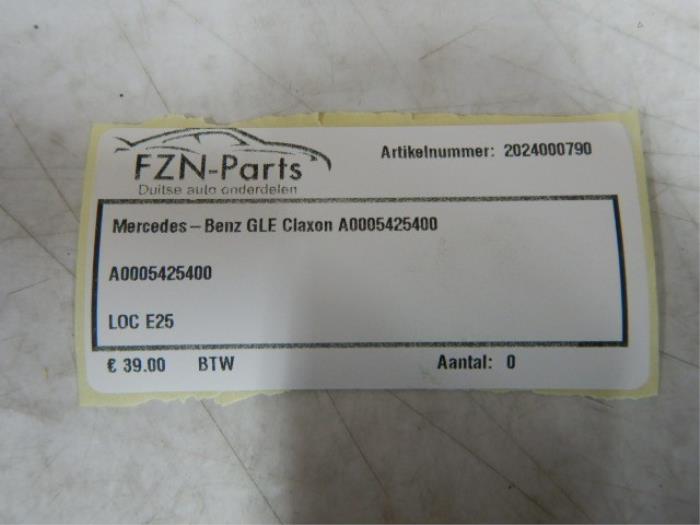 FZN-Parts
Duitse auto onderdelen
Artikelnummer: 2024000790
Mercedes – Benz GLE Claxon A0005425400
A0005425400
LOC E25
€ 39.00 BTW Aantal: 0